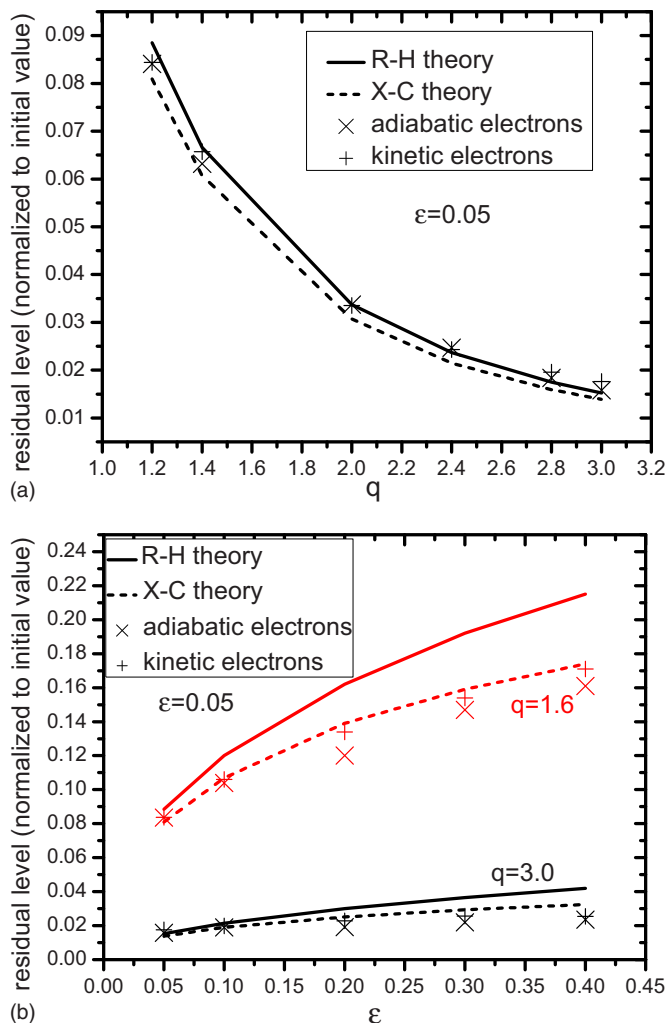 0.09
0.08
0.07
0.06
0.05
0.04
0.03
0.02
0.01
residual level (normalized to initial value)
R-H theory
X-C theory
adiabatic electrons
kinetic electrons
ε=0.05
1.0 1.2 1.4 1.6 1.8 2.0 2.2 2.4 2.6 2.8 3.0 3.2
(a)
q
0.24
0.22
0.20
0.18
0.16
0.14
0.12
0.10
0.08
0.06
0.04
0.02
0.00
residual level (normalized to initial value)
R-H theory
X-C theory
adiabatic electrons
kinetic electrons
ε=0.05
q=1.6
q=3.0
0.00 0.05 0.10 0.15 0.20 0.25 0.30 0.35 0.40 0.45
(b)
ε